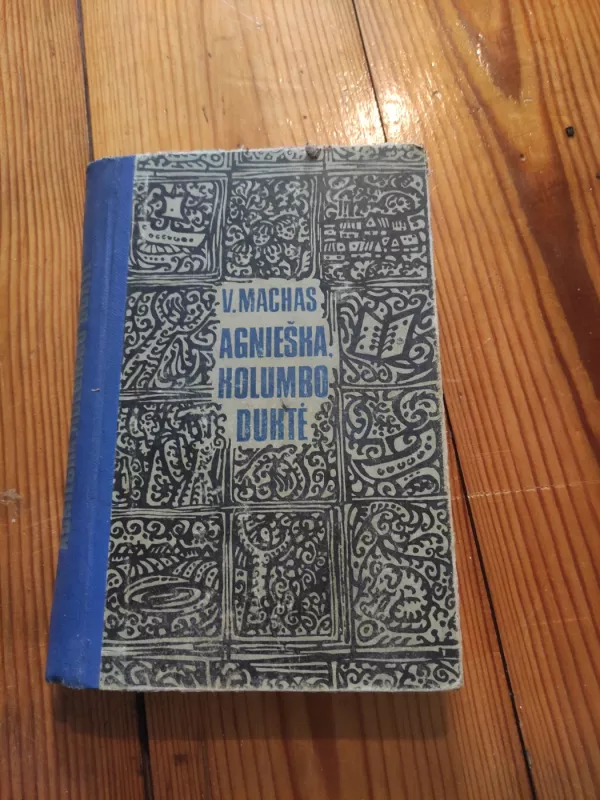 V. MACHAS
AGNIEŠKA,
KOLUMBO
DUKTĖ